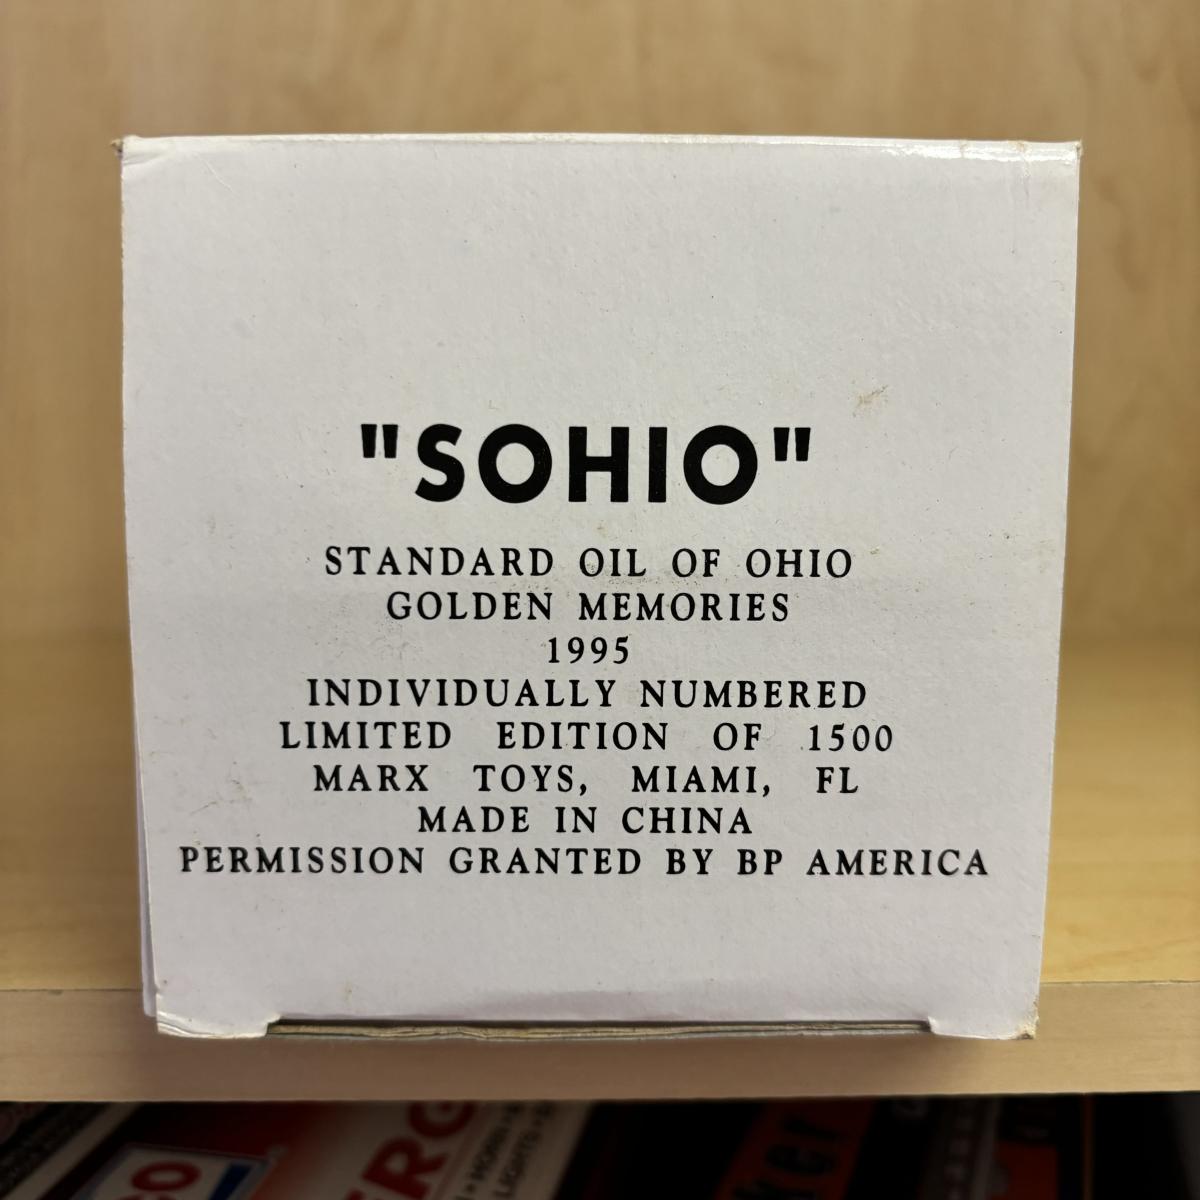 "SOHIO"
STANDARD OIL OF OHIO
GOLDEN MEMORIES
1995
INDIVIDUALLY NUMBERED
LIMITED EDITION OF 1500
MARX TOYS, MIAMI, FL
MADE IN CHINA
PERMISSION GRANTED BY BP AMERICA